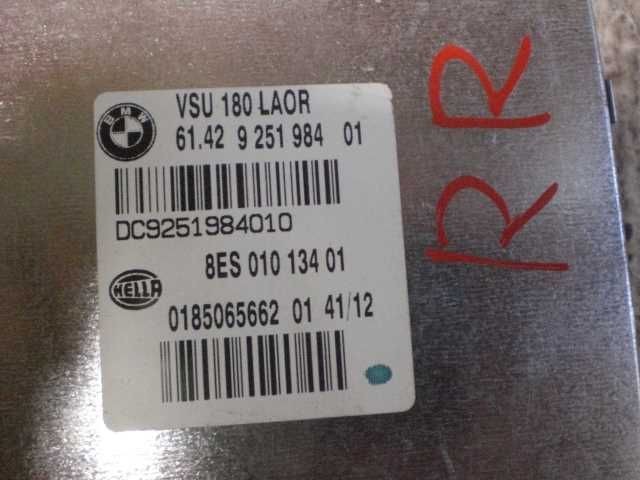 BMW
VSU 180 LAOR
61.42 9 251 984 01
DC9251984010
8ES 010 134 01
HELLA
0185065662 01 41/12
R R